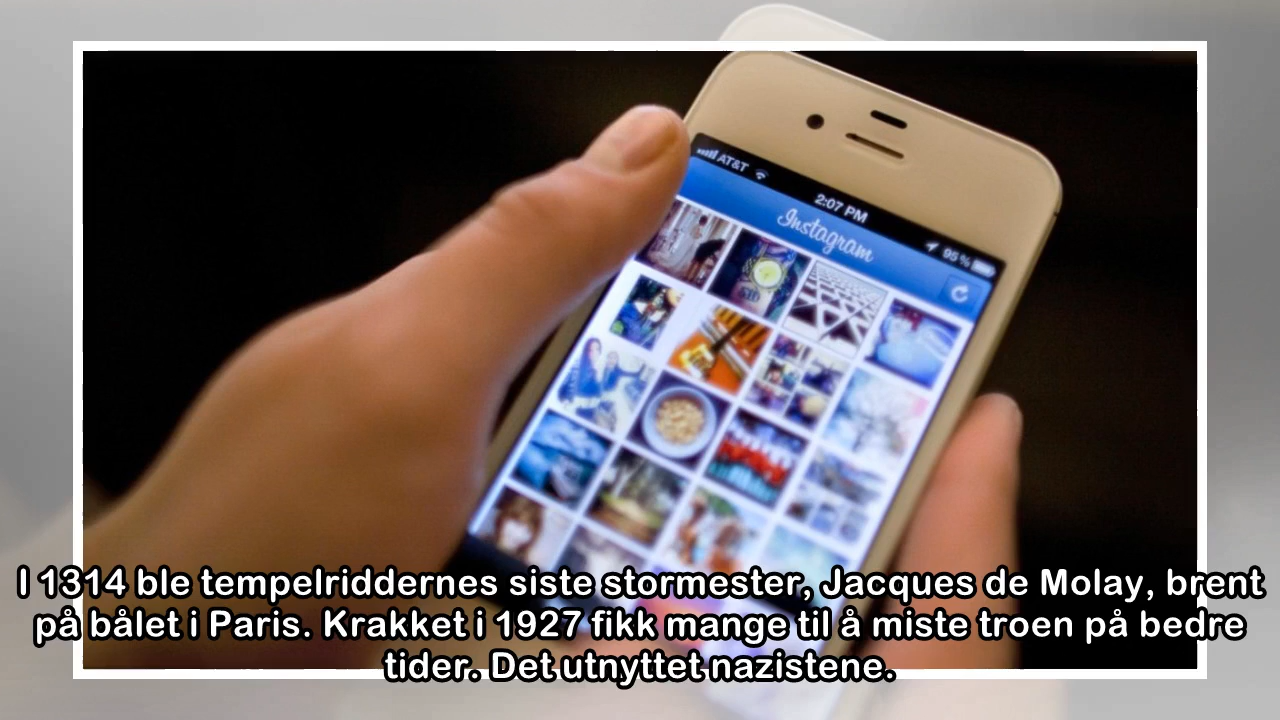 AT&T
2:07 PM
95%
Instagram
I 1314 ble tempelriddernes siste stormester, Jacques de Molay, brent
på bålet i Paris. Krakket i 1927 fikk mange til å miste troen på bedre
tider. Det utnyttet nazistene.